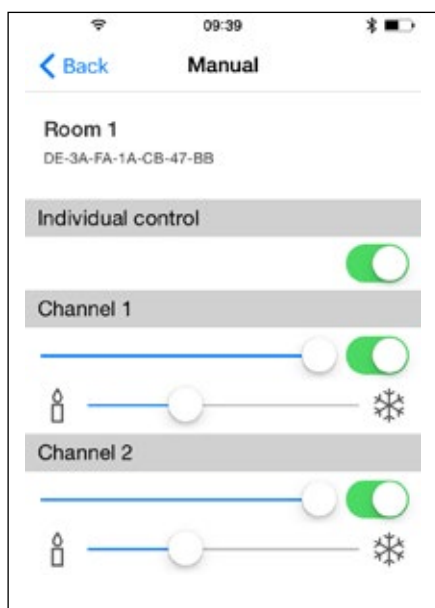 09:39
Back Manual
Room 1
DE-3A-FA-1A-CB-47-BB
Individual control
Channel 1
Channel 2